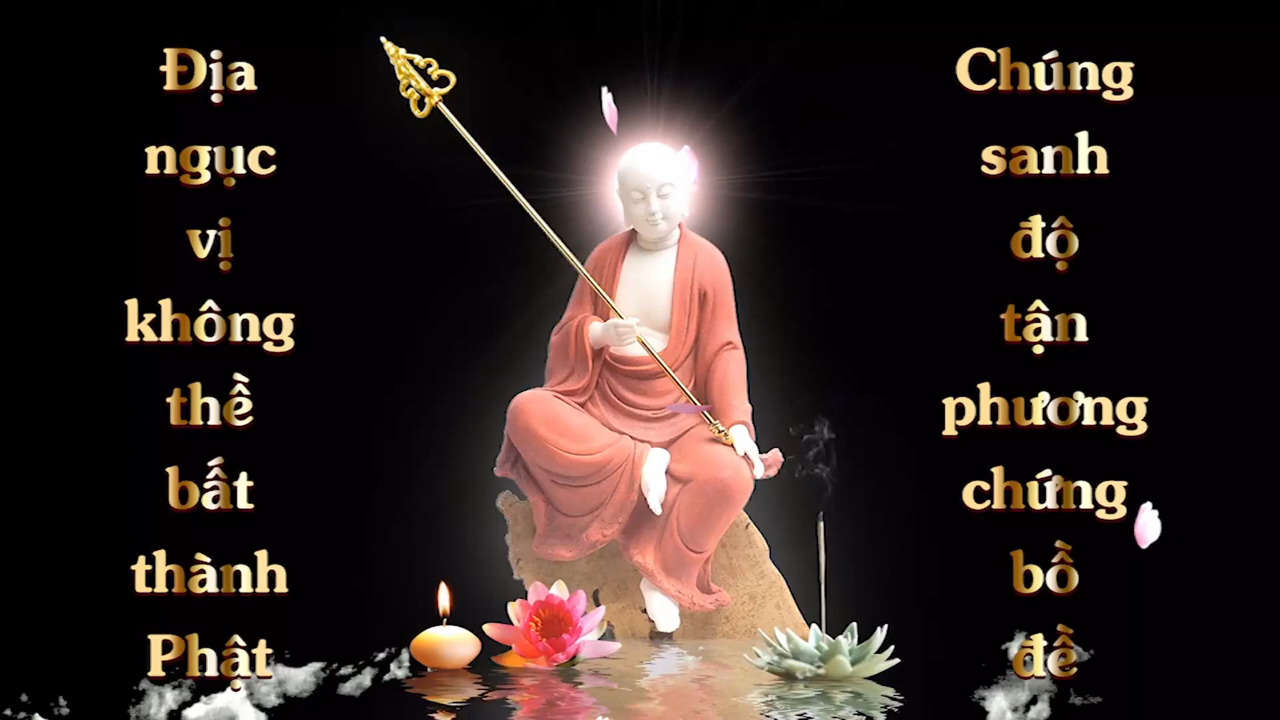 Địa
ngục
vị
không
thề
bất
thành
Phật
Chúng
sanh
độ
tận
phương
chứng
bồ
đề